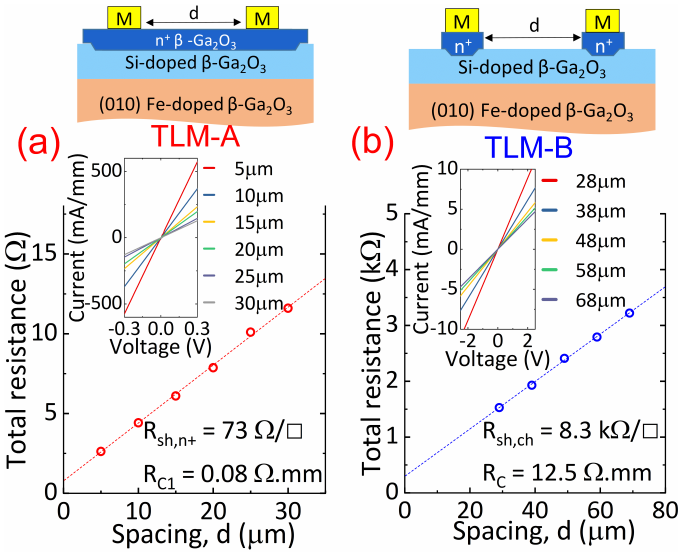 d
M
M
n⁺ β -Ga₂O₃
Si-doped β-Ga₂O₃
(010) Fe-doped β-Ga₂O₃
d
M
M
n⁺
n⁺
Si-doped β-Ga₂O₃
(010) Fe-doped β-Ga₂O₃
(a)
TLM-A
Total resistance (Ω)
15
10
5
0
0
10
20
30
Spacing, d (μm)
Current (mA/mm)
500
0
-500
-0.3
0.0
0.3
Voltage (V)
5μm
10μm
15μm
20μm
25μm
30μm
Rsh,n+ = 73 Ω/□
RC1 = 0.08 Ω.mm
(b)
TLM-B
Total resistance (kΩ)
5
4
3
2
1
0
0
20
40
60
80
Spacing, d (μm)
Current (mA/mm)
10
5
0
-5
-10
-2
0
2
Voltage (V)
28μm
38μm
48μm
58μm
68μm
Rsh,ch = 8.3 kΩ/□
RC = 12.5 Ω.mm